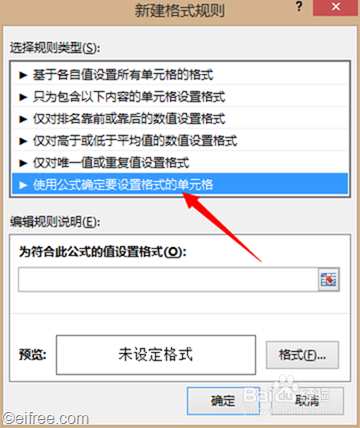 新建格式规则
? ×
选择规则类型(S):
► 基于各自值设置所有单元格的格式
► 只为包含以下内容的单元格设置格式
► 仅对排名靠前或靠后的数值设置格式
► 仅对高于或低于平均值的数值设置格式
► 仅对唯一值或重复值设置格式
► 使用公式确定要设置格式的单元格
编辑规则说明(E):
为符合此公式的值设置格式(O):
预览:
未设定格式
格式(F)...
确定
取消
Bai 经验
©eifree.com